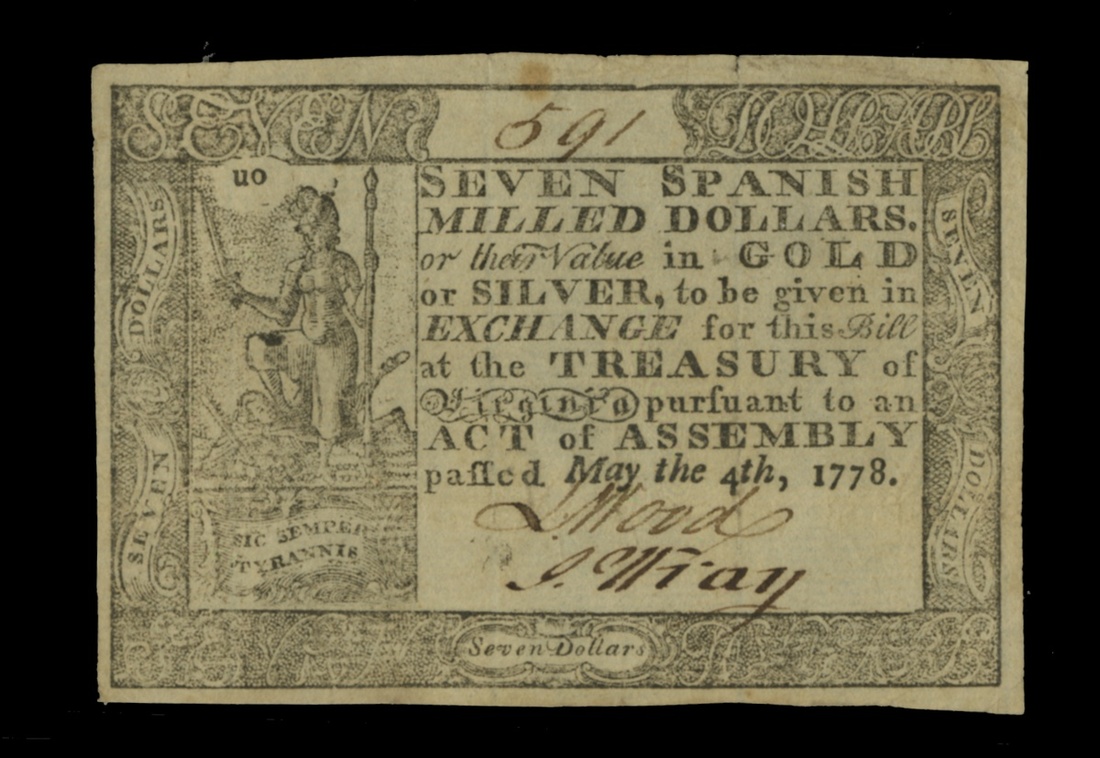 SEVEN
591
DOLLARS
uo
SEVEN SPANISH
MILLED DOLLARS.
or their Value in GOLD
or SILVER, to be given in
EXCHANGE for this Bill
at the TREASURY of
Virginia purſuant to an
ACT of ASSEMBLY
paſſed May the 4th, 1778.
L. Wood
J. Wray
SEVEN DOLLARS
SEVEN DOLLARS
SIC SEMPER
TYRANNIS
Seven Dollars